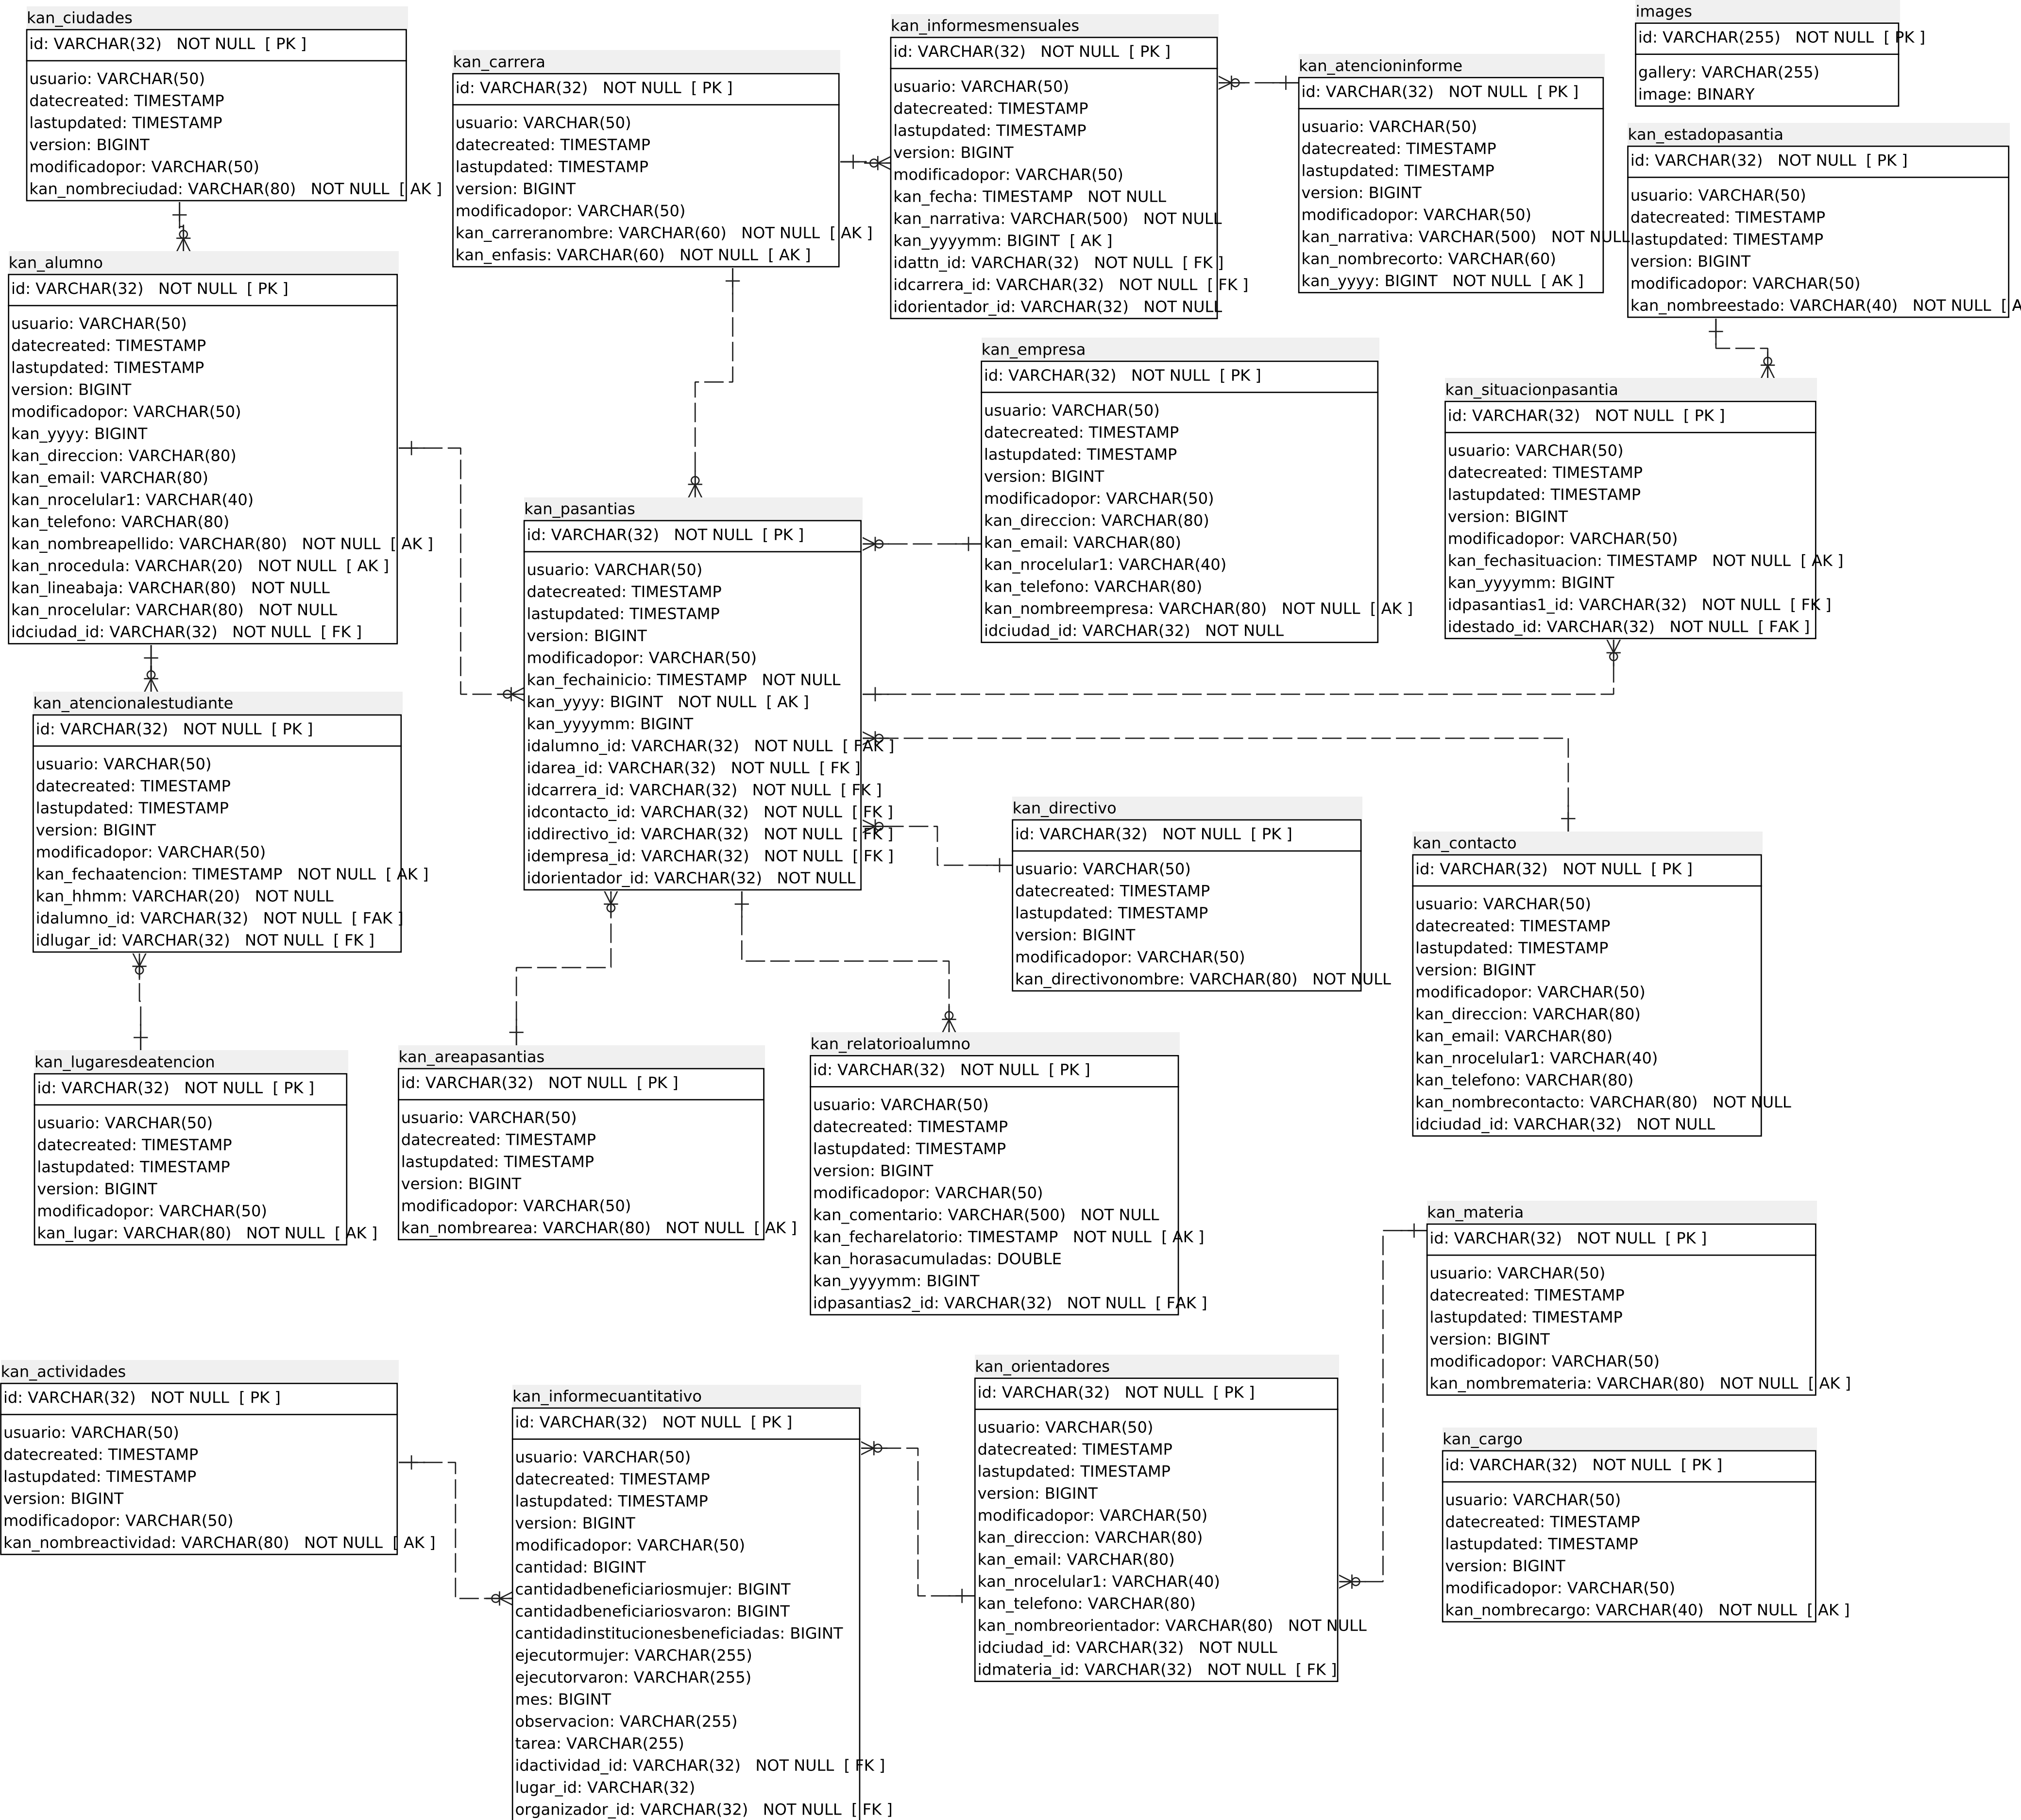 kan_ciudades
id: VARCHAR(32)   NOT NULL  [ PK ]
usuario: VARCHAR(50)
datecreated: TIMESTAMP
lastupdated: TIMESTAMP
version: BIGINT
modificadopor: VARCHAR(50)
kan_nombreciudad: VARCHAR(80)   NOT NULL  [ AK ]
kan_carrera
id: VARCHAR(32)   NOT NULL  [ PK ]
usuario: VARCHAR(50)
datecreated: TIMESTAMP
lastupdated: TIMESTAMP
version: BIGINT
modificadopor: VARCHAR(50)
kan_carreranombre: VARCHAR(60)   NOT NULL  [ AK ]
kan_enfasis: VARCHAR(60)   NOT NULL  [ AK ]
kan_informesmensuales
id: VARCHAR(32)   NOT NULL  [ PK ]
usuario: VARCHAR(50)
datecreated: TIMESTAMP
lastupdated: TIMESTAMP
version: BIGINT
modificadopor: VARCHAR(50)
kan_fecha: TIMESTAMP   NOT NULL
kan_narrativa: VARCHAR(500)   NOT NULL
kan_yyyymm: BIGINT  [ AK ]
idattn_id: VARCHAR(32)   NOT NULL  [ FK ]
idcarrera_id: VARCHAR(32)   NOT NULL  [ FK ]
idorientador_id: VARCHAR(32)   NOT NULL
kan_atencioninforme
id: VARCHAR(32)   NOT NULL  [ PK ]
usuario: VARCHAR(50)
datecreated: TIMESTAMP
lastupdated: TIMESTAMP
version: BIGINT
modificadopor: VARCHAR(50)
kan_narrativa: VARCHAR(500)   NOT NULL
kan_nombrecorto: VARCHAR(60)
kan_yyyy: BIGINT   NOT NULL  [ AK ]
images
id: VARCHAR(255)   NOT NULL  [ PK ]
gallery: VARCHAR(255)
image: BINARY
kan_estadopasantia
id: VARCHAR(32)   NOT NULL  [ PK ]
usuario: VARCHAR(50)
datecreated: TIMESTAMP
lastupdated: TIMESTAMP
version: BIGINT
modificadopor: VARCHAR(50)
kan_nombreestado: VARCHAR(40)   NOT NULL  [ A
kan_alumno
id: VARCHAR(32)   NOT NULL  [ PK ]
usuario: VARCHAR(50)
datecreated: TIMESTAMP
lastupdated: TIMESTAMP
version: BIGINT
modificadopor: VARCHAR(50)
kan_yyyy: BIGINT
kan_direccion: VARCHAR(80)
kan_email: VARCHAR(80)
kan_nrocelular1: VARCHAR(40)
kan_telefono: VARCHAR(80)
kan_nombreapellido: VARCHAR(80)   NOT NULL  [ AK ]
kan_nrocedula: VARCHAR(20)   NOT NULL  [ AK ]
kan_lineabaja: VARCHAR(80)   NOT NULL
kan_nrocelular: VARCHAR(80)   NOT NULL
idciudad_id: VARCHAR(32)   NOT NULL  [ FK ]
kan_empresa
id: VARCHAR(32)   NOT NULL  [ PK ]
usuario: VARCHAR(50)
datecreated: TIMESTAMP
lastupdated: TIMESTAMP
version: BIGINT
modificadopor: VARCHAR(50)
kan_direccion: VARCHAR(80)
kan_email: VARCHAR(80)
kan_nrocelular1: VARCHAR(40)
kan_telefono: VARCHAR(80)
kan_nombreempresa: VARCHAR(80)   NOT NULL  [ AK ]
idciudad_id: VARCHAR(32)   NOT NULL
kan_situacionpasantia
id: VARCHAR(32)   NOT NULL  [ PK ]
usuario: VARCHAR(50)
datecreated: TIMESTAMP
lastupdated: TIMESTAMP
version: BIGINT
modificadopor: VARCHAR(50)
kan_fechasituacion: TIMESTAMP   NOT NULL  [ AK ]
kan_yyyymm: BIGINT
idpasantias1_id: VARCHAR(32)   NOT NULL  [ FK ]
idestado_id: VARCHAR(32)   NOT NULL  [ FAK ]
kan_pasantias
id: VARCHAR(32)   NOT NULL  [ PK ]
usuario: VARCHAR(50)
datecreated: TIMESTAMP
lastupdated: TIMESTAMP
version: BIGINT
modificadopor: VARCHAR(50)
kan_fechainicio: TIMESTAMP   NOT NULL
kan_yyyy: BIGINT   NOT NULL  [ AK ]
kan_yyyymm: BIGINT
idalumno_id: VARCHAR(32)   NOT NULL  [ FAK ]
idarea_id: VARCHAR(32)   NOT NULL  [ FK ]
idcarrera_id: VARCHAR(32)   NOT NULL  [ FK ]
idcontacto_id: VARCHAR(32)   NOT NULL  [ FK ]
iddirectivo_id: VARCHAR(32)   NOT NULL  [ FK ]
idempresa_id: VARCHAR(32)   NOT NULL  [ FK ]
idorientador_id: VARCHAR(32)   NOT NULL
kan_atencionalestudiante
id: VARCHAR(32)   NOT NULL  [ PK ]
usuario: VARCHAR(50)
datecreated: TIMESTAMP
lastupdated: TIMESTAMP
version: BIGINT
modificadopor: VARCHAR(50)
kan_fechaatencion: TIMESTAMP   NOT NULL  [ AK ]
kan_hhmm: VARCHAR(20)   NOT NULL
idalumno_id: VARCHAR(32)   NOT NULL  [ FAK ]
idlugar_id: VARCHAR(32)   NOT NULL  [ FK ]
kan_directivo
id: VARCHAR(32)   NOT NULL  [ PK ]
usuario: VARCHAR(50)
datecreated: TIMESTAMP
lastupdated: TIMESTAMP
version: BIGINT
modificadopor: VARCHAR(50)
kan_directivonombre: VARCHAR(80)   NOT NULL
kan_contacto
id: VARCHAR(32)   NOT NULL  [ PK ]
usuario: VARCHAR(50)
datecreated: TIMESTAMP
lastupdated: TIMESTAMP
version: BIGINT
modificadopor: VARCHAR(50)
kan_direccion: VARCHAR(80)
kan_email: VARCHAR(80)
kan_nrocelular1: VARCHAR(40)
kan_telefono: VARCHAR(80)
kan_nombrecontacto: VARCHAR(80)   NOT NULL
idciudad_id: VARCHAR(32)   NOT NULL
kan_lugaresdeatencion
id: VARCHAR(32)   NOT NULL  [ PK ]
usuario: VARCHAR(50)
datecreated: TIMESTAMP
lastupdated: TIMESTAMP
version: BIGINT
modificadopor: VARCHAR(50)
kan_lugar: VARCHAR(80)   NOT NULL  [ AK ]
kan_areapasantias
id: VARCHAR(32)   NOT NULL  [ PK ]
usuario: VARCHAR(50)
datecreated: TIMESTAMP
lastupdated: TIMESTAMP
version: BIGINT
modificadopor: VARCHAR(50)
kan_nombrearea: VARCHAR(80)   NOT NULL  [ AK ]
kan_relatorioalumno
id: VARCHAR(32)   NOT NULL  [ PK ]
usuario: VARCHAR(50)
datecreated: TIMESTAMP
lastupdated: TIMESTAMP
version: BIGINT
modificadopor: VARCHAR(50)
kan_comentario: VARCHAR(500)   NOT NULL
kan_fecharelatorio: TIMESTAMP   NOT NULL  [ AK ]
kan_horasacumuladas: DOUBLE
kan_yyyymm: BIGINT
idpasantias2_id: VARCHAR(32)   NOT NULL  [ FAK ]
kan_materia
id: VARCHAR(32)   NOT NULL  [ PK ]
usuario: VARCHAR(50)
datecreated: TIMESTAMP
lastupdated: TIMESTAMP
version: BIGINT
modificadopor: VARCHAR(50)
kan_nombremateria: VARCHAR(80)   NOT NULL  [ AK ]
kan_actividades
id: VARCHAR(32)   NOT NULL  [ PK ]
usuario: VARCHAR(50)
datecreated: TIMESTAMP
lastupdated: TIMESTAMP
version: BIGINT
modificadopor: VARCHAR(50)
kan_nombreactividad: VARCHAR(80)   NOT NULL  [ AK ]
kan_informecuantitativo
id: VARCHAR(32)   NOT NULL  [ PK ]
usuario: VARCHAR(50)
datecreated: TIMESTAMP
lastupdated: TIMESTAMP
version: BIGINT
modificadopor: VARCHAR(50)
cantidad: BIGINT
cantidadbeneficiariosmujer: BIGINT
cantidadbeneficiariosvaron: BIGINT
cantidadinstitucionesbeneficiadas: BIGINT
ejecutormujer: VARCHAR(255)
ejecutorvaron: VARCHAR(255)
mes: BIGINT
observacion: VARCHAR(255)
tarea: VARCHAR(255)
idactividad_id: VARCHAR(32)   NOT NULL  [ FK ]
lugar_id: VARCHAR(32)
organizador_id: VARCHAR(32)   NOT NULL  [ FK ]
kan_orientadores
id: VARCHAR(32)   NOT NULL  [ PK ]
usuario: VARCHAR(50)
datecreated: TIMESTAMP
lastupdated: TIMESTAMP
version: BIGINT
modificadopor: VARCHAR(50)
kan_direccion: VARCHAR(80)
kan_email: VARCHAR(80)
kan_nrocelular1: VARCHAR(40)
kan_telefono: VARCHAR(80)
kan_nombreorientador: VARCHAR(80)   NOT NULL
idciudad_id: VARCHAR(32)   NOT NULL
idmateria_id: VARCHAR(32)   NOT NULL  [ FK ]
kan_cargo
id: VARCHAR(32)   NOT NULL  [ PK ]
usuario: VARCHAR(50)
datecreated: TIMESTAMP
lastupdated: TIMESTAMP
version: BIGINT
modificadopor: VARCHAR(50)
kan_nombrecargo: VARCHAR(40)   NOT NULL  [ AK ]